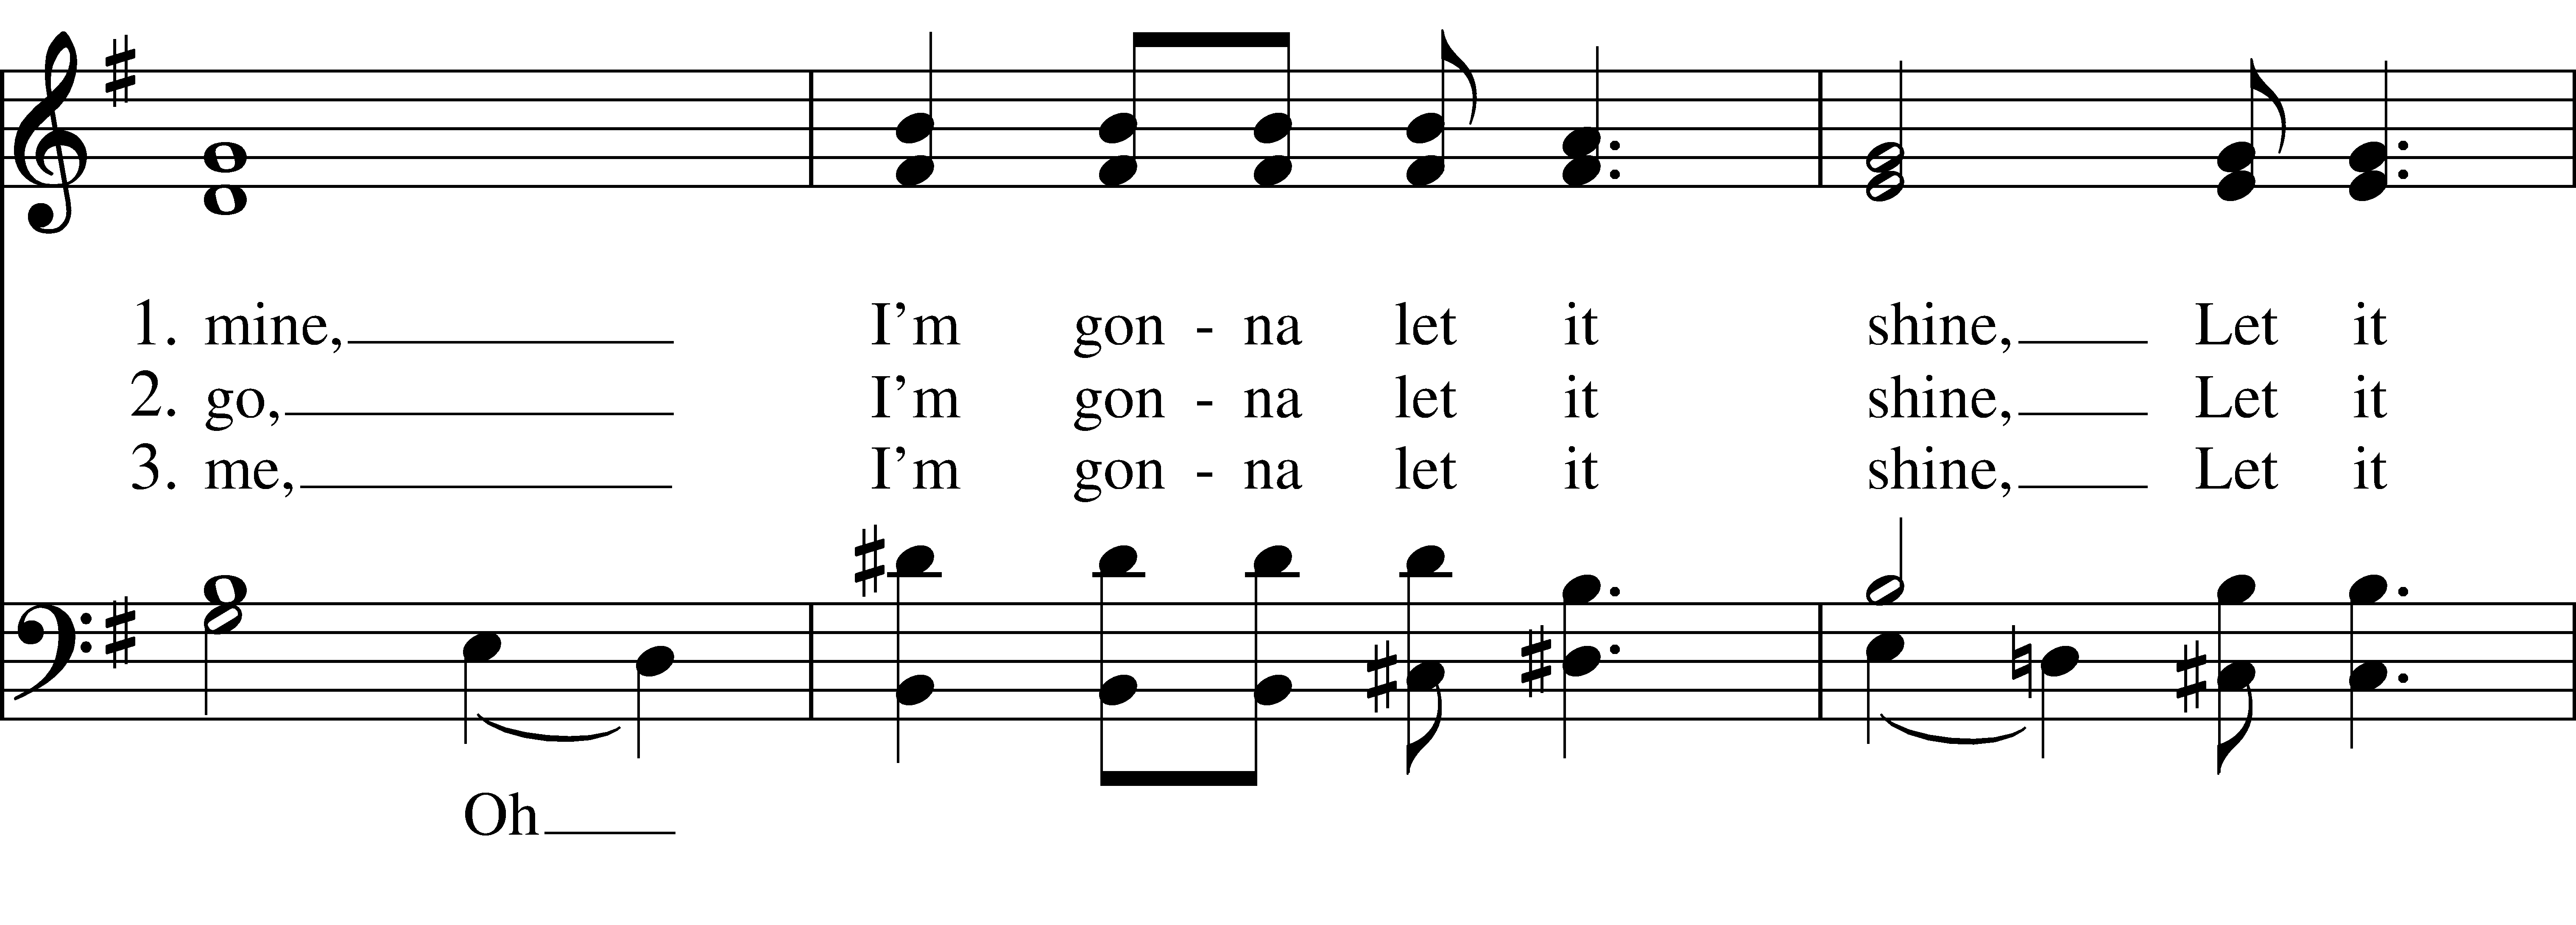 1. mine, I'm gon - na let it shine, Let it
2. go, I'm gon - na let it shine, Let it
3. me, I'm gon - na let it shine, Let it
Oh